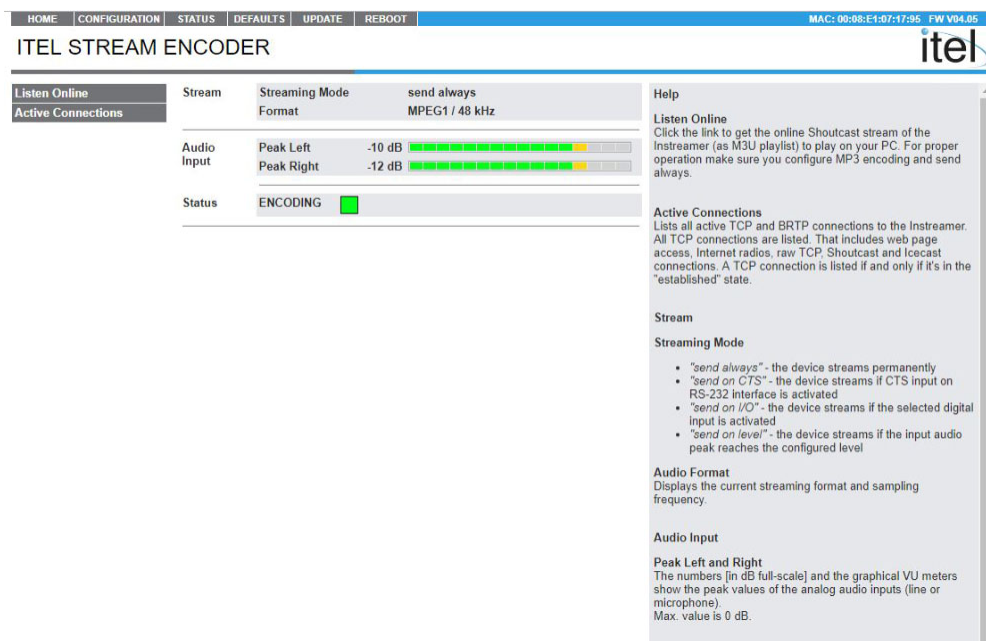 HOME CONFIGURATION STATUS DEFAULTS UPDATE REBOOT MAC: 00:08:E1:07:17:95 FW V04.05
ITEL STREAM ENCODER
itel
Listen Online
Active Connections
Stream Streaming Mode send always
Format MPEG1 / 48 kHz
Audio Input
Peak Left -10 dB
Peak Right -12 dB
Status ENCODING
Help
Listen Online
Click the link to get the online Shoutcast stream of the
Instreamer (as M3U playlist) to play on your PC. For proper
operation make sure you configure MP3 encoding and send
always.
Active Connections
Lists all active TCP and BRTP connections to the Instreamer.
All TCP connections are listed. That includes web page
access, Internet radios, raw TCP, Shoutcast and Icecast
connections. A TCP connection is listed if and only if it's in the
"established" state.
Stream
Streaming Mode
• "send always" - the device streams permanently
• "send on CTS" - the device streams if CTS input on
RS-232 interface is activated
• "send on I/O" - the device streams if the selected digital
input is activated
• "send on level" - the device streams if the input audio
peak reaches the configured level
Audio Format
Displays the current streaming format and sampling
frequency.
Audio Input
Peak Left and Right
The numbers [in dB full-scale] and the graphical VU meters
show the peak values of the analog audio inputs (line or
microphone).
Max. value is 0 dB.